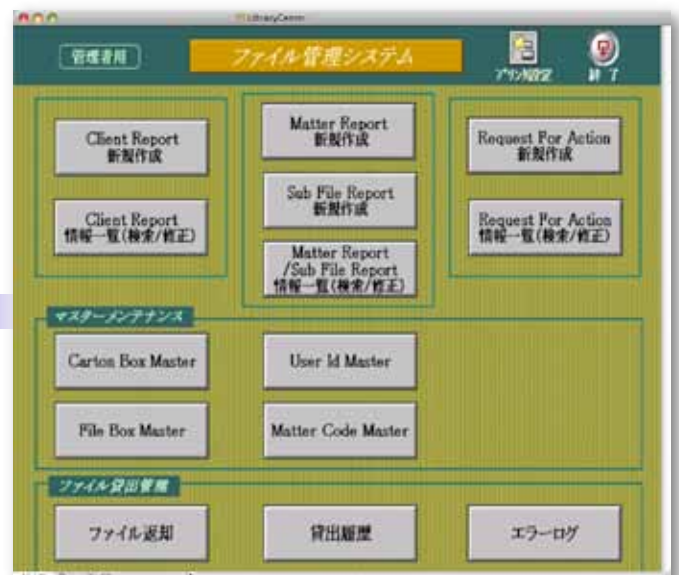 LibraryComm
管理者用
ファイル管理システム
プリンタ設定
終 了
Client Report
新規作成
Client Report
情報一覧(検索/修正)
Matter Report
新規作成
Sub File Report
新規作成
Matter Report
/Sub File Report
情報一覧(検索/修正)
Request For Action
新規作成
Request For Action
情報一覧(検索/修正)
マスターメンテナンス
Carton Box Master
User Id Master
File Box Master
Matter Code Master
ファイル貸出管理
ファイル返却
貸出履歴
エラーログ